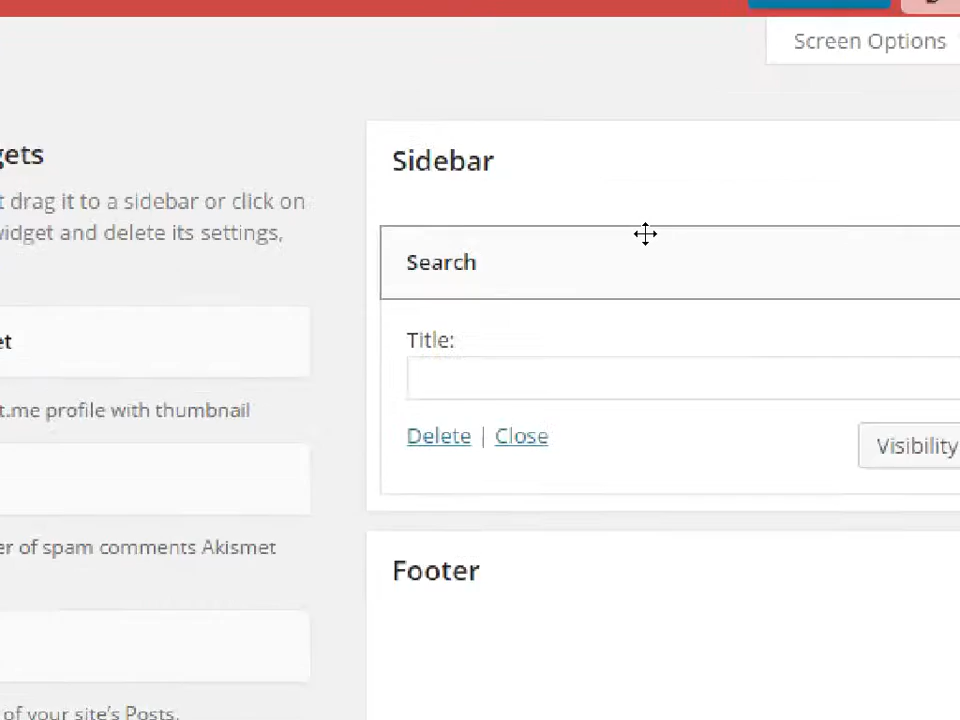 Screen Options
gets
Sidebar
t drag it to a sidebar or click on
widget and delete its settings,
Search
et
Title:
t.me profile with thumbnail
Delete | Close
Visibility
er of spam comments Akismet
Footer
of your site's Posts.